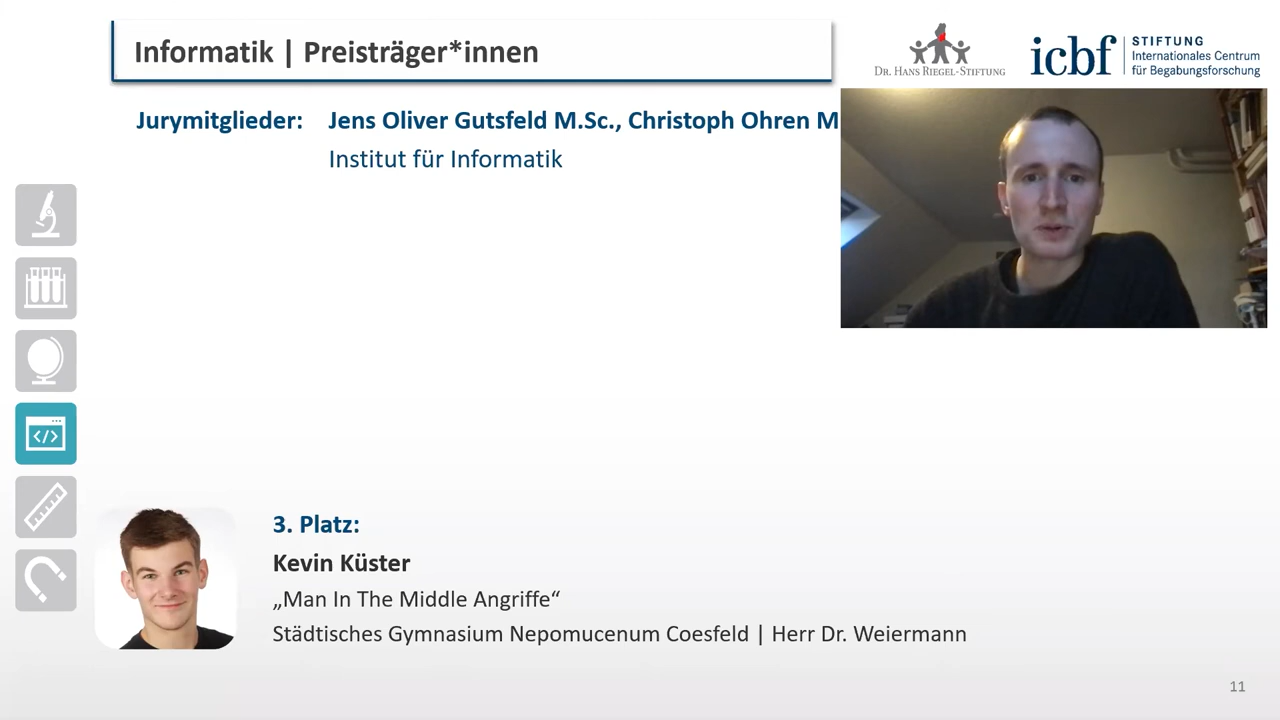 Informatik | Preisträger*innen
DR. HANS RIEGEL-STIFTUNG
icbf
STIFTUNG
Internationales Centrum
für Begabungsforschung
Jurymitglieder: Jens Oliver Gutsfeld M.Sc., Christoph Ohren M
Institut für Informatik
</>
3. Platz:
Kevin Küster
„Man In The Middle Angriffe“
Städtisches Gymnasium Nepomucenum Coesfeld | Herr Dr. Weiermann
11